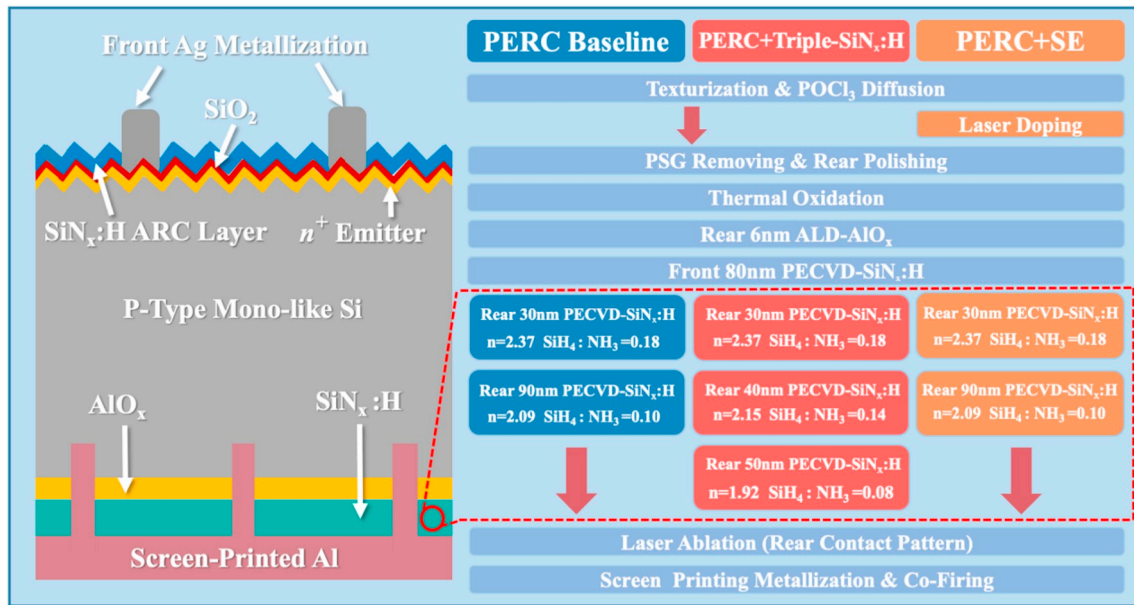 Front Ag Metallization
SiO₂
SiNₓ:H ARC Layer
n⁺ Emitter
P-Type Mono-like Si
AlOₓ
SiNₓ:H
Screen-Printed Al
PERC Baseline
PERC+Triple-SiNₓ:H
PERC+SE
Texturization & POCl₃ Diffusion
Laser Doping
PSG Removing & Rear Polishing
Thermal Oxidation
Rear 6nm ALD-AlOₓ
Front 80nm PECVD-SiNₓ:H
Rear 30nm PECVD-SiNₓ:H
n=2.37 SiH₄ : NH₃=0.18
Rear 30nm PECVD-SiNₓ:H
n=2.37 SiH₄ : NH₃=0.18
Rear 30nm PECVD-SiNₓ:H
n=2.37 SiH₄ : NH₃=0.18
Rear 90nm PECVD-SiNₓ:H
n=2.09 SiH₄ : NH₃=0.10
Rear 40nm PECVD-SiNₓ:H
n=2.15 SiH₄ : NH₃=0.14
Rear 90nm PECVD-SiNₓ:H
n=2.09 SiH₄ : NH₃=0.10
Rear 50nm PECVD-SiNₓ:H
n=1.92 SiH₄ : NH₃=0.08
Laser Ablation (Rear Contact Pattern)
Screen Printing Metallization & Co-Firing